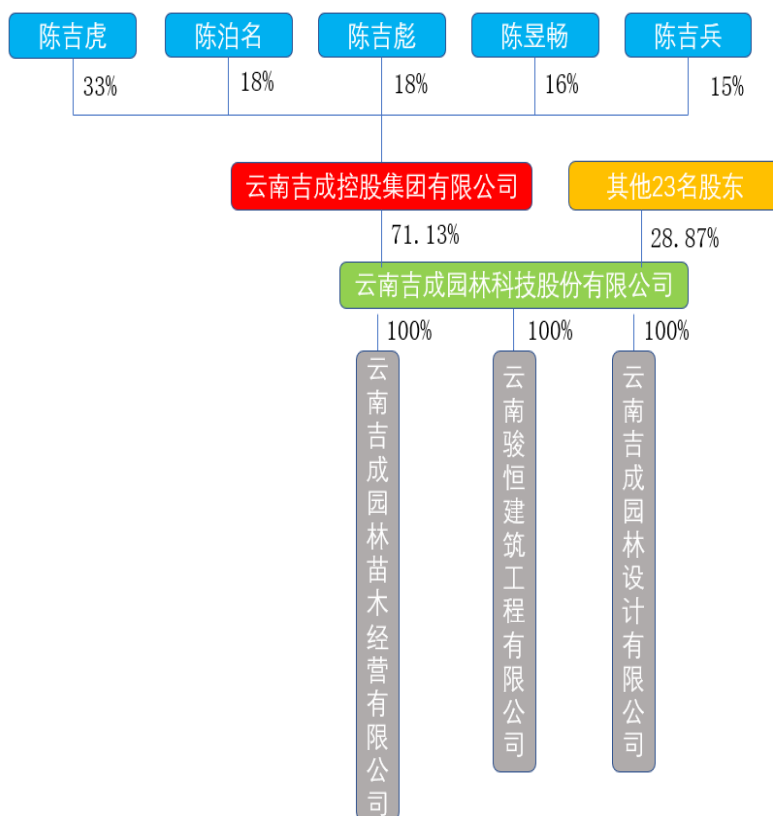 陈吉虎
陈泊名
陈吉彪
陈昱畅
陈吉兵
33%
18%
18%
16%
15%
云南吉成控股集团有限公司
其他23名股东
71.13%
28.87%
云南吉成园林科技股份有限公司
100%
100%
100%
云南吉成园林苗木经营有限公司
云南骏恒建筑工程有限公司
云南吉成园林设计有限公司